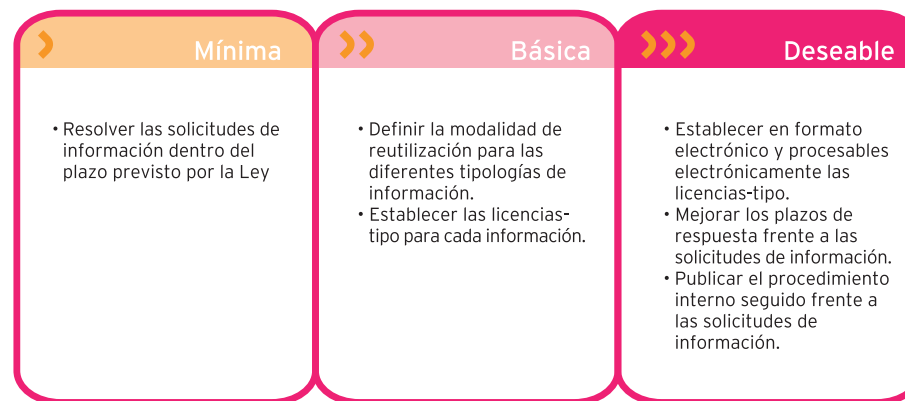 Mínima
• Resolver las solicitudes de
información dentro del
plazo previsto por la Ley
Básica
• Definir la modalidad de
reutilización para las
diferentes tipologías de
información.
• Establecer las licencias-
tipo para cada información.
Deseable
• Establecer en formato
electrónico y procesables
electrónicamente las
licencias-tipo.
• Mejorar los plazos de
respuesta frente a las
solicitudes de información.
• Publicar el procedimiento
interno seguido frente a
las solicitudes de
información.